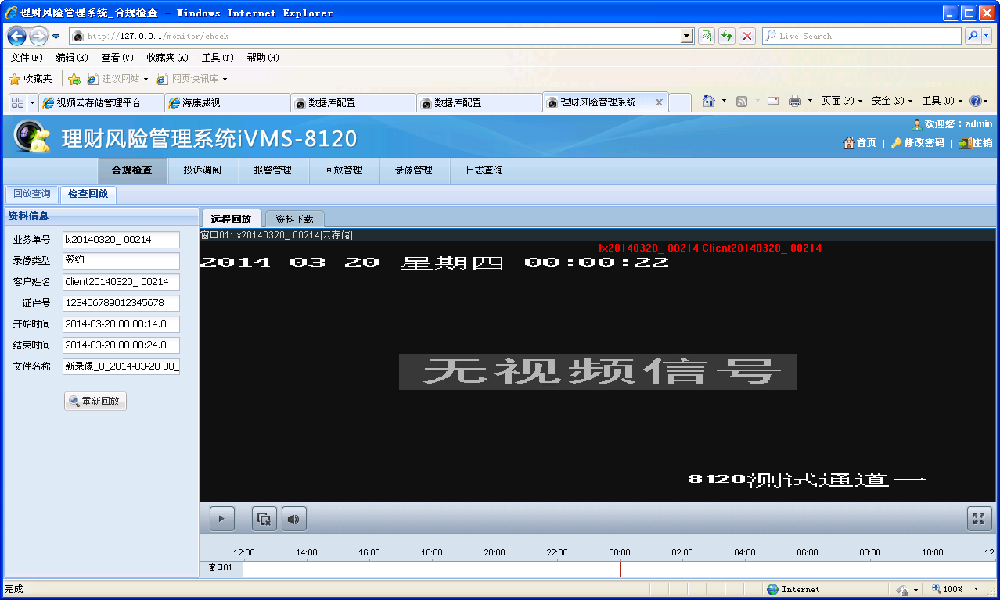 理财风险管理系统_合规检查 - Windows Internet Explorer
http://127.0.0.1/monitor/check
Live Search
文件(F) 编辑(E) 查看(V) 收藏夹(A) 工具(T) 帮助(H)
收藏夹 建议网站 网页快讯库
视频云存储管理平台 海康威视 数据库配置 数据库配置 理财风险管理系统... 页面(P) 安全(S) 工具(O)
理财风险管理系统iVMS-8120
欢迎您：admin
首页 | 修改密码 | 注销
合规检查 投诉调阅 报警管理 回放管理 录像管理 日志查询
回放查询 检查回放
资料信息
业务单号: lx20140320_ 00214
录像类型: 签约
客户姓名: Client20140320_ 00214
证件号: 123456789012345678
开始时间: 2014-03-20 00:00:14.0
结束时间: 2014-03-20 00:00:24.0
文件名称: 新录像_0_2014-03-20 00_
重新回放
远程回放 资料下载
窗口01: lx20140320_ 00214[云存储]
lx20140320_ 00214 Client20140320_ 00214
2014-03-20 星期四 00:00:22
无视频信号
8120测试通道一
12:00 14:00 16:00 18:00 20:00 22:00 00:00 02:00 04:00 06:00 08:00 10:00 12:
窗口01
完成 Internet 100%